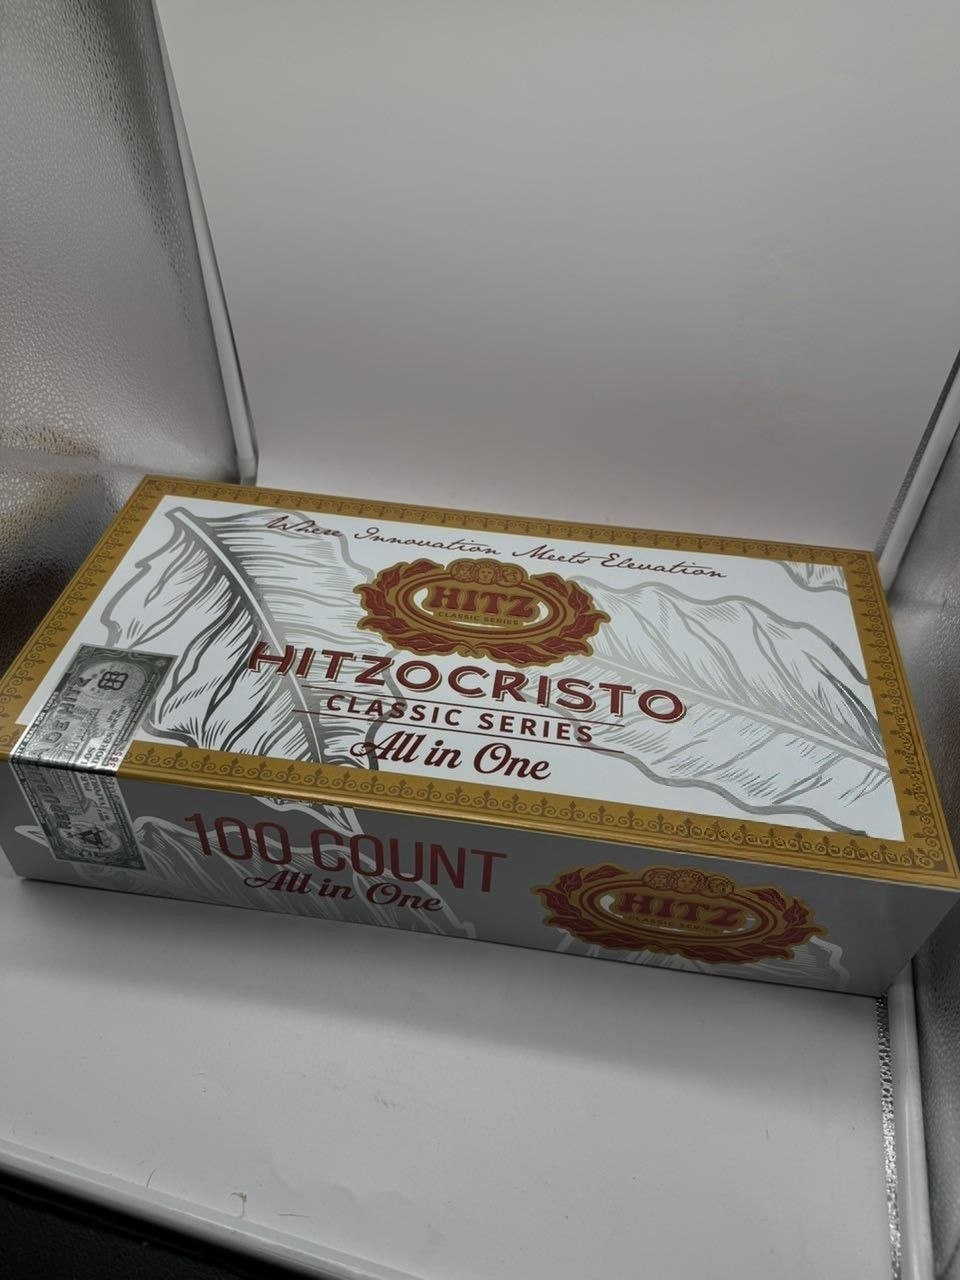 Where Innovation Meets Elevation
HITZ
CLASSIC SERIES
HITZOCRISTO
CLASSIC SERIES
All in One
100 COUNT
All in One
HITZ
CLASSIC SERIES